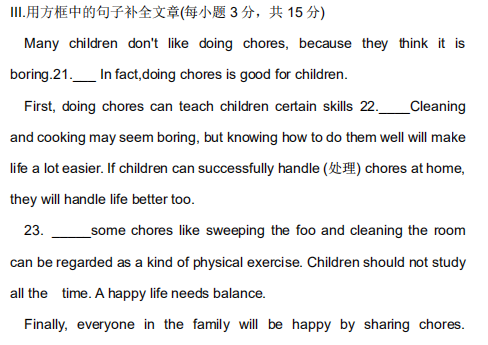 III.用方框中的句子补全文章(每小题 3 分，共 15 分)
Many children don't like doing chores, because they think it is
boring.21.___ In fact,doing chores is good for children.
First, doing chores can teach children certain skills 22.____Cleaning
and cooking may seem boring, but knowing how to do them well will make
life a lot easier. If children can successfully handle (处理) chores at home,
they will handle life better too.
23. _____some chores like sweeping the foo and cleaning the room
can be regarded as a kind of physical exercise. Children should not study
all the time. A happy life needs balance.
Finally, everyone in the family will be happy by sharing chores.